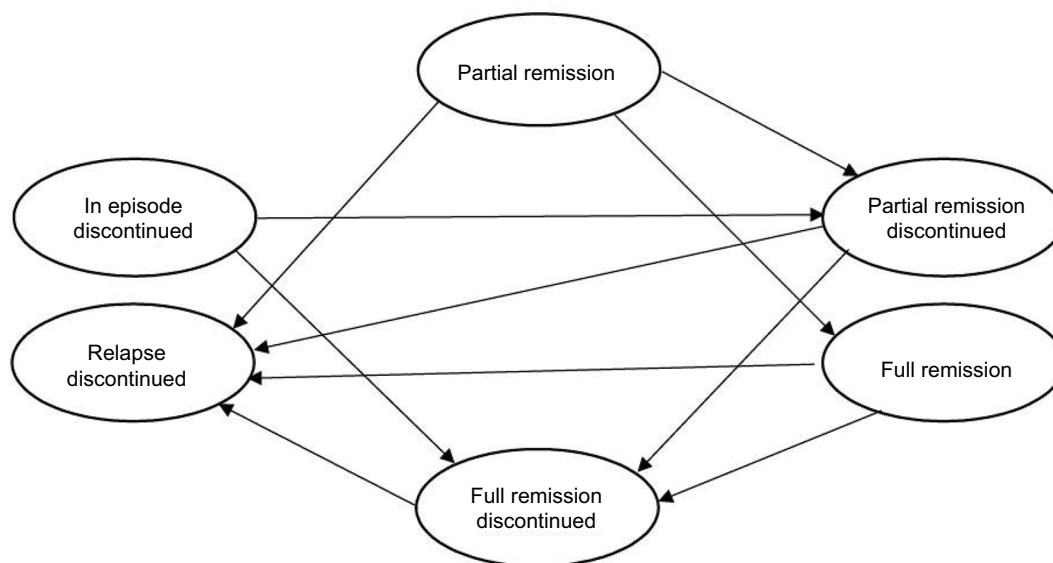 Partial remission
In episode
discontinued
Partial remission
discontinued
Relapse
discontinued
Full remission
Full remission
discontinued